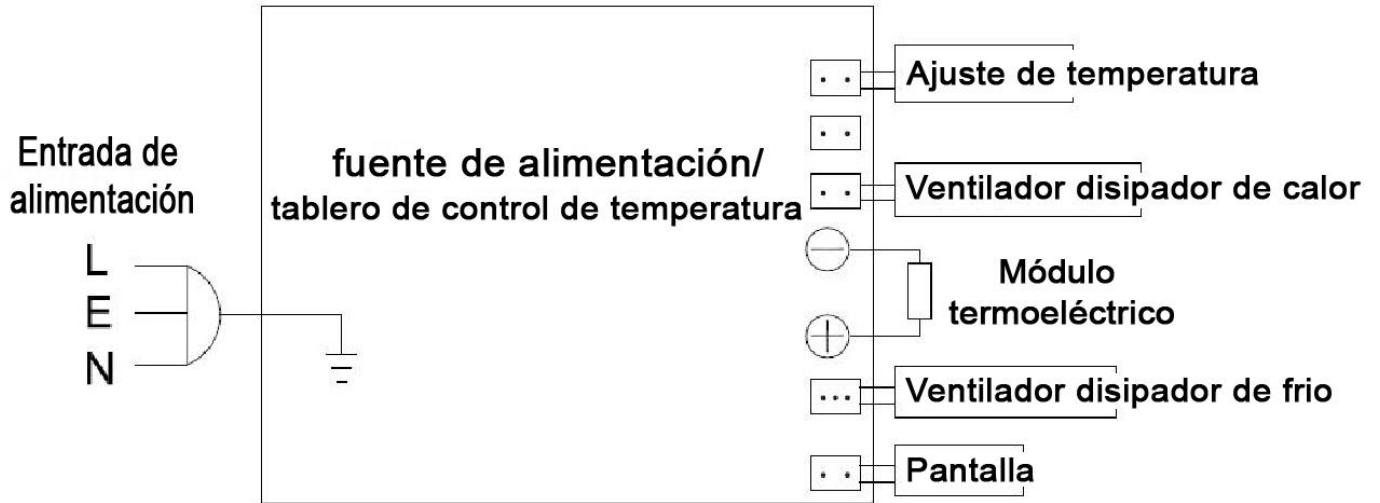 Entrada de
alimentación
L
E
N
fuente de alimentación/
tablero de control de temperatura
Ajuste de temperatura
Ventilador disipador de calor
Módulo
termoeléctrico
Ventilador disipador de frio
Pantalla